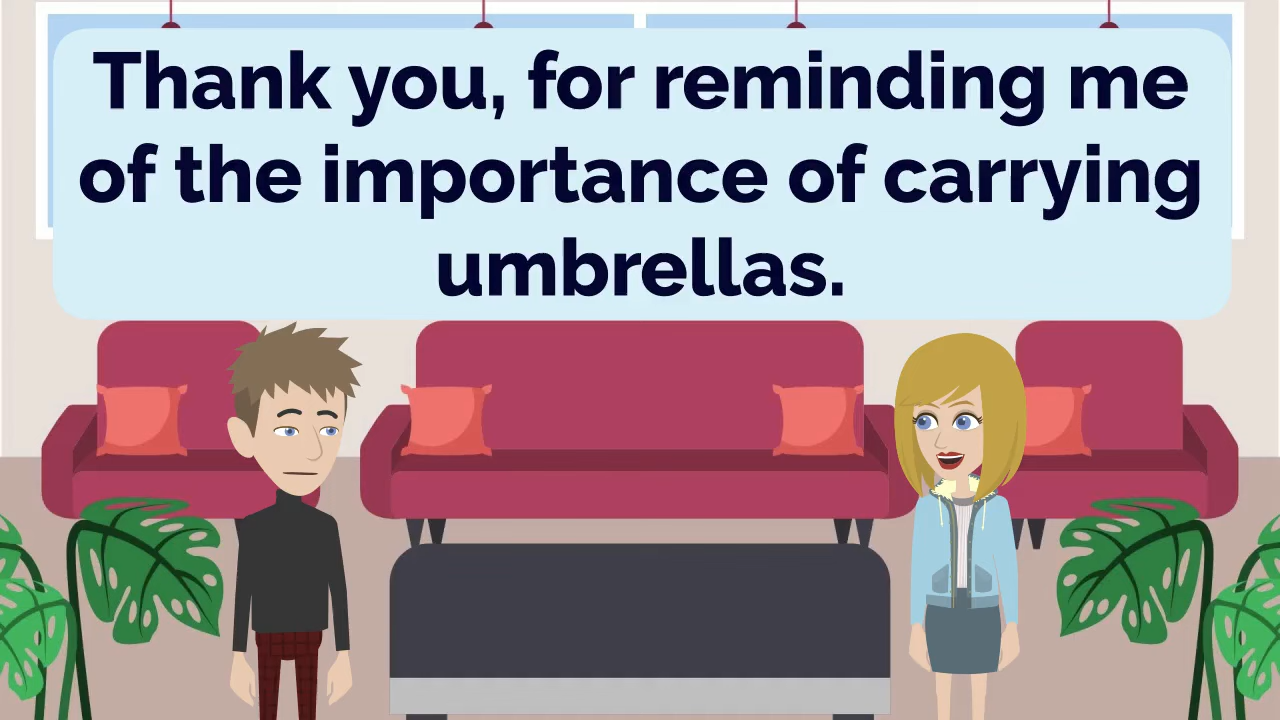 Thank you, for reminding me
of the importance of carrying
umbrellas.